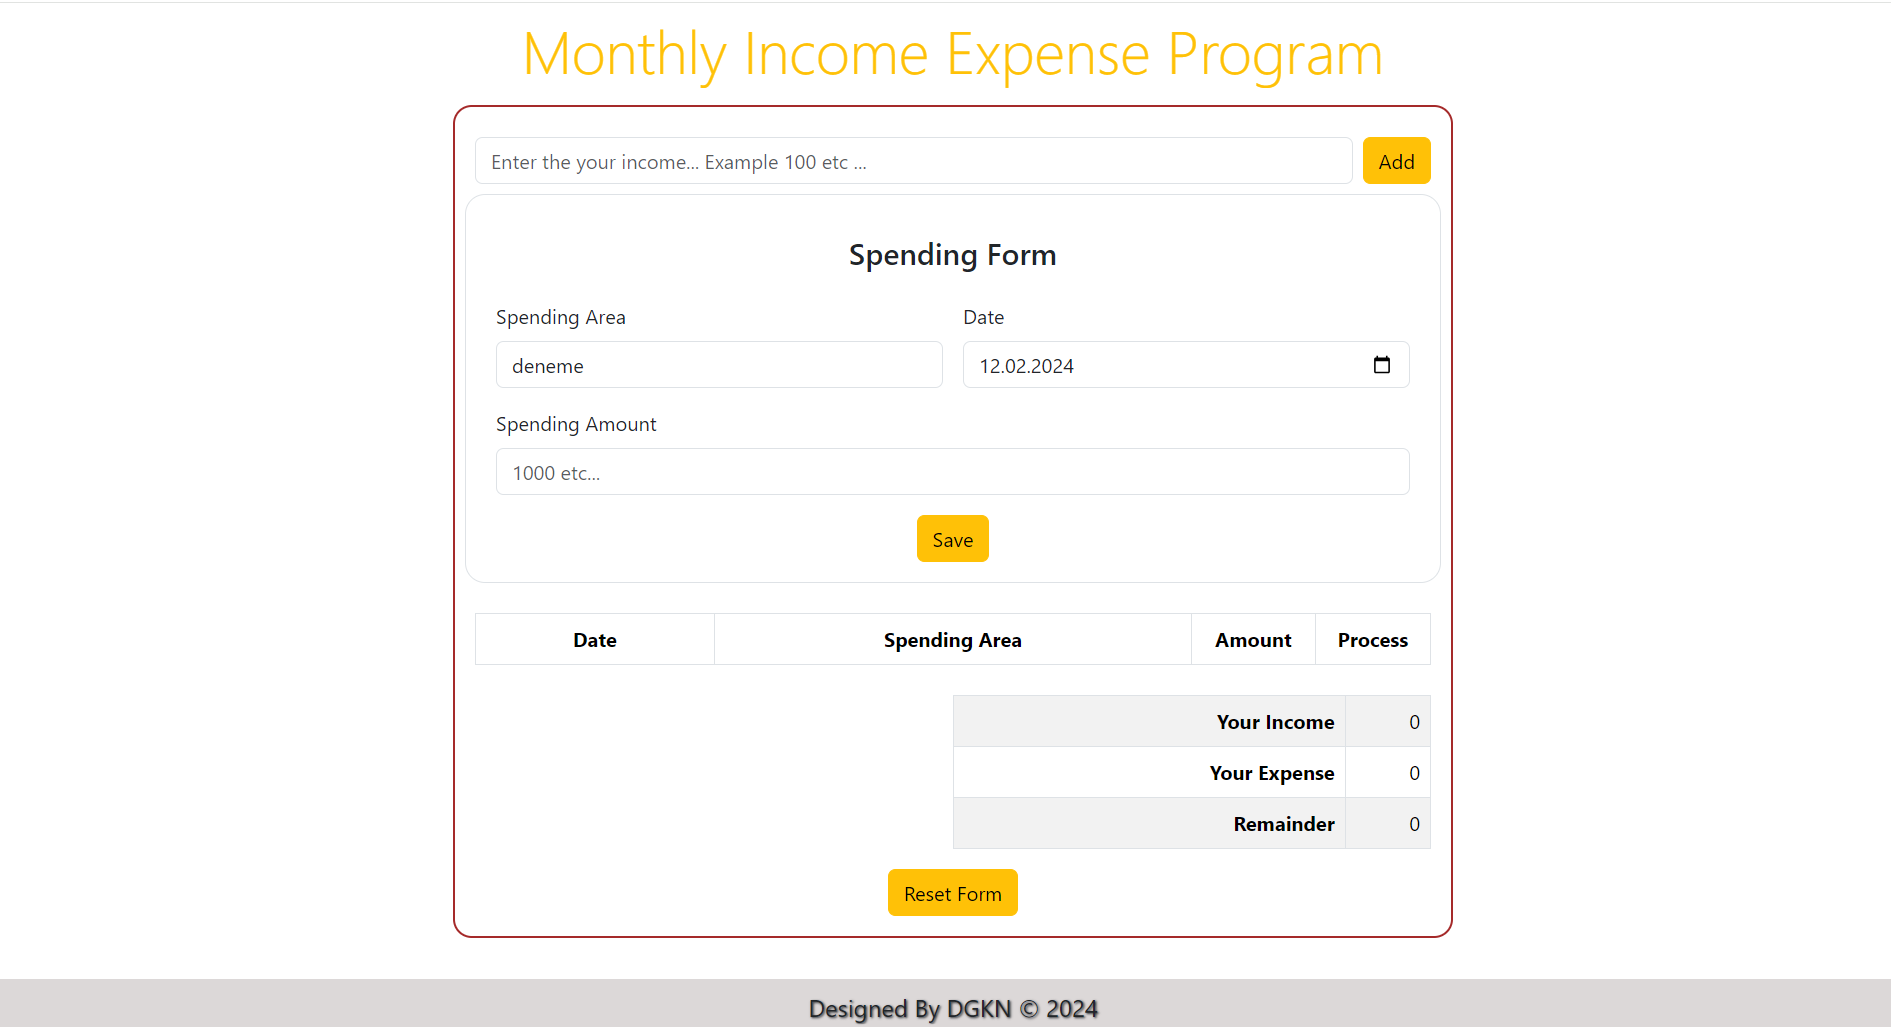 Monthly Income Expense Program
Enter the your income... Example 100 etc ...
Add
Spending Form
Spending Area
Date
deneme
12.02.2024
Spending Amount
1000 etc...
Save
Date Spending Area Amount Process
Your Income 0
Your Expense 0
Remainder 0
Reset Form
Designed By DGKN © 2024